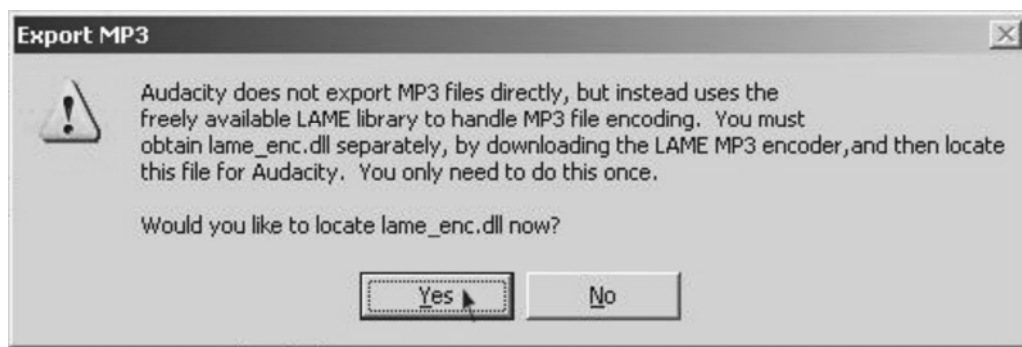 Export MP3
Audacity does not export MP3 files directly, but instead uses the
freely available LAME library to handle MP3 file encoding. You must
obtain lame_enc.dll separately, by downloading the LAME MP3 encoder,and then locate
this file for Audacity. You only need to do this once.
Would you like to locate lame_enc.dll now?
Yes No